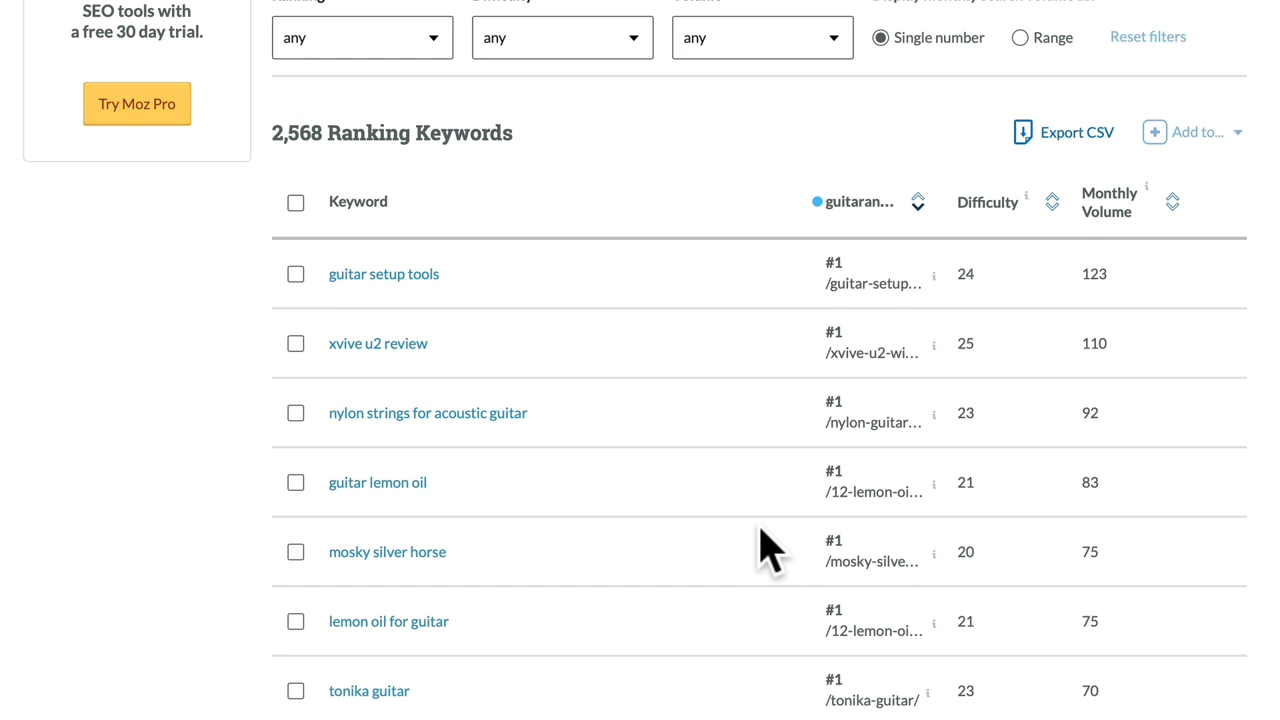 SEO tools with
a free 30 day trial.
Try Moz Pro
any
any
any
Single number
Range
Reset filters
2,568 Ranking Keywords
Export CSV
Add to...
Keyword
guitaran...
Difficulty
Monthly
Volume
guitar setup tools
#1
/guitar-setup...
24
123
xvive u2 review
#1
/xvive-u2-wi...
25
110
nylon strings for acoustic guitar
#1
/nylon-guitar...
23
92
guitar lemon oil
#1
/12-lemon-oi...
21
83
mosky silver horse
#1
/mosky-silve...
20
75
lemon oil for guitar
#1
/12-lemon-oi...
21
75
tonika guitar
#1
/tonika-guitar/
23
70